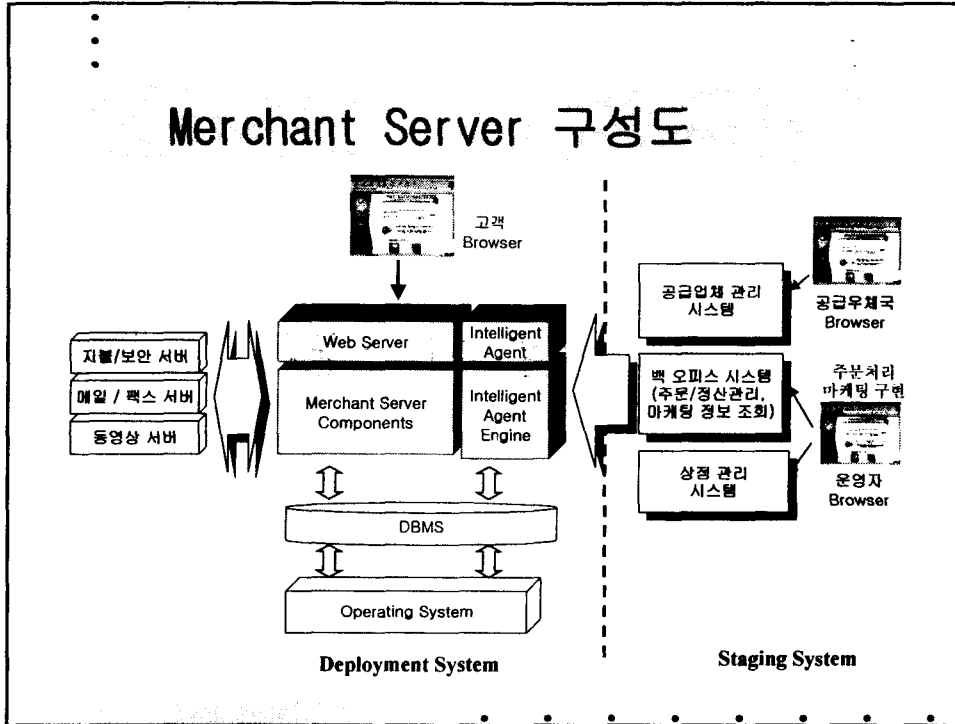 Merchant Server 구성도
고객
Browser
Web Server
Intelligent
Agent
Merchant Server
Components
Intelligent
Agent
Engine
지불/보안 서버
메일 / 팩스 서버
동영상 서버
DBMS
Operating System
Deployment System
공급업체 관리
시스템
공급우체국
Browser
백 오피스 시스템
(주문/정산관리,
마케팅 정보 조회)
주문처리
마케팅 구현
상점 관리
시스템
운영자
Browser
Staging System